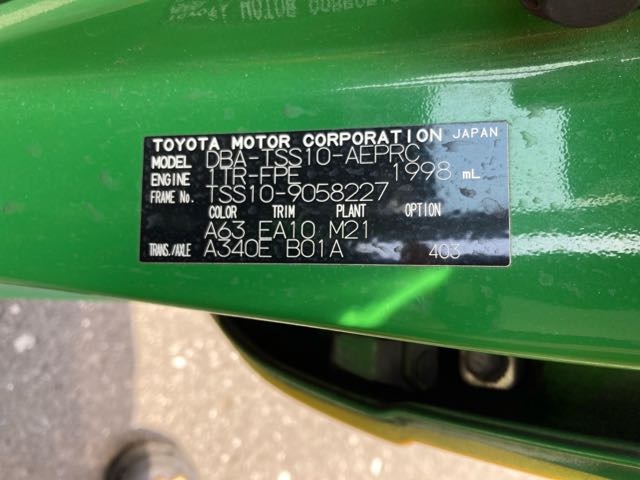 TOYOTA MOTOR CORPORATION JAPAN
MODEL DBA-TSS10-AEPRC
ENGINE 1TR-FPE 1998 mL
FRAME No. TSS10-9058227
COLOR TRIM PLANT OPTION
A63 EA10 M21
TRANS./AXLE A340E B01A 403